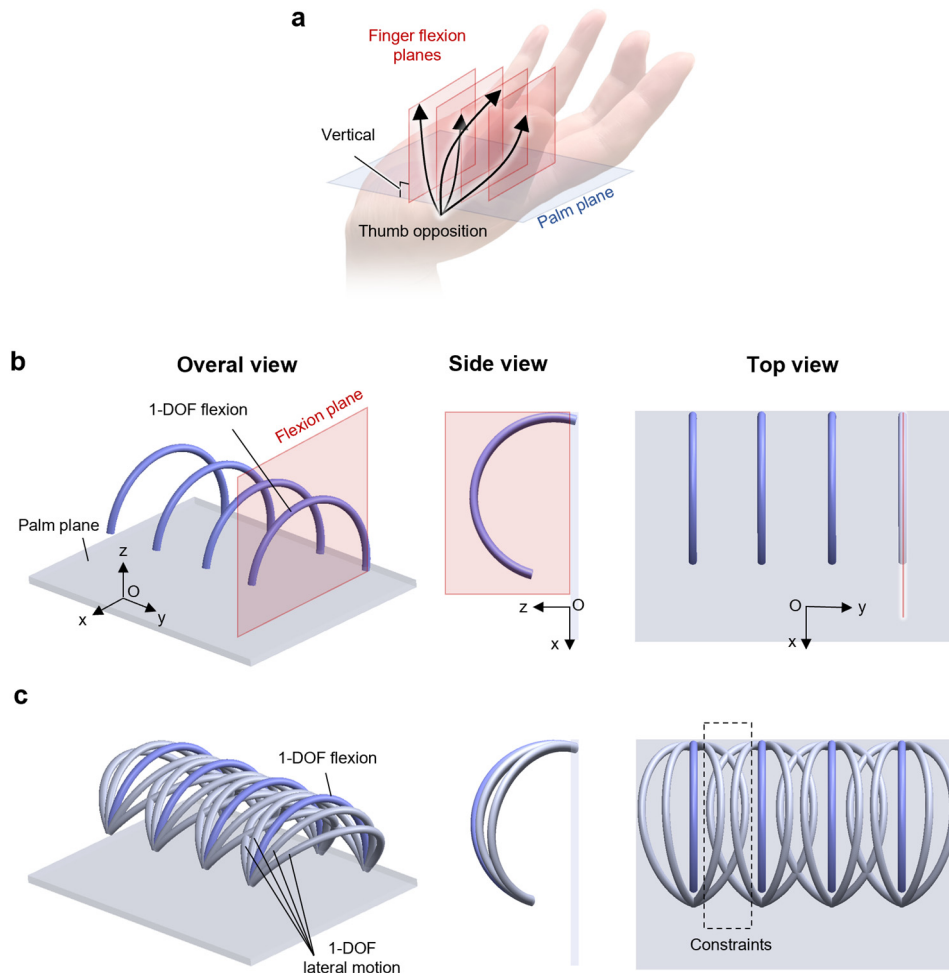 a
Finger flexion
planes
Vertical
Palm plane
Thumb opposition
b
Overal view
Side view
Top view
1-DOF flexion
Flexion plane
Palm plane
z
O
x
y
z
O
x
O
y
x
c
1-DOF flexion
1-DOF
lateral motion
Constraints